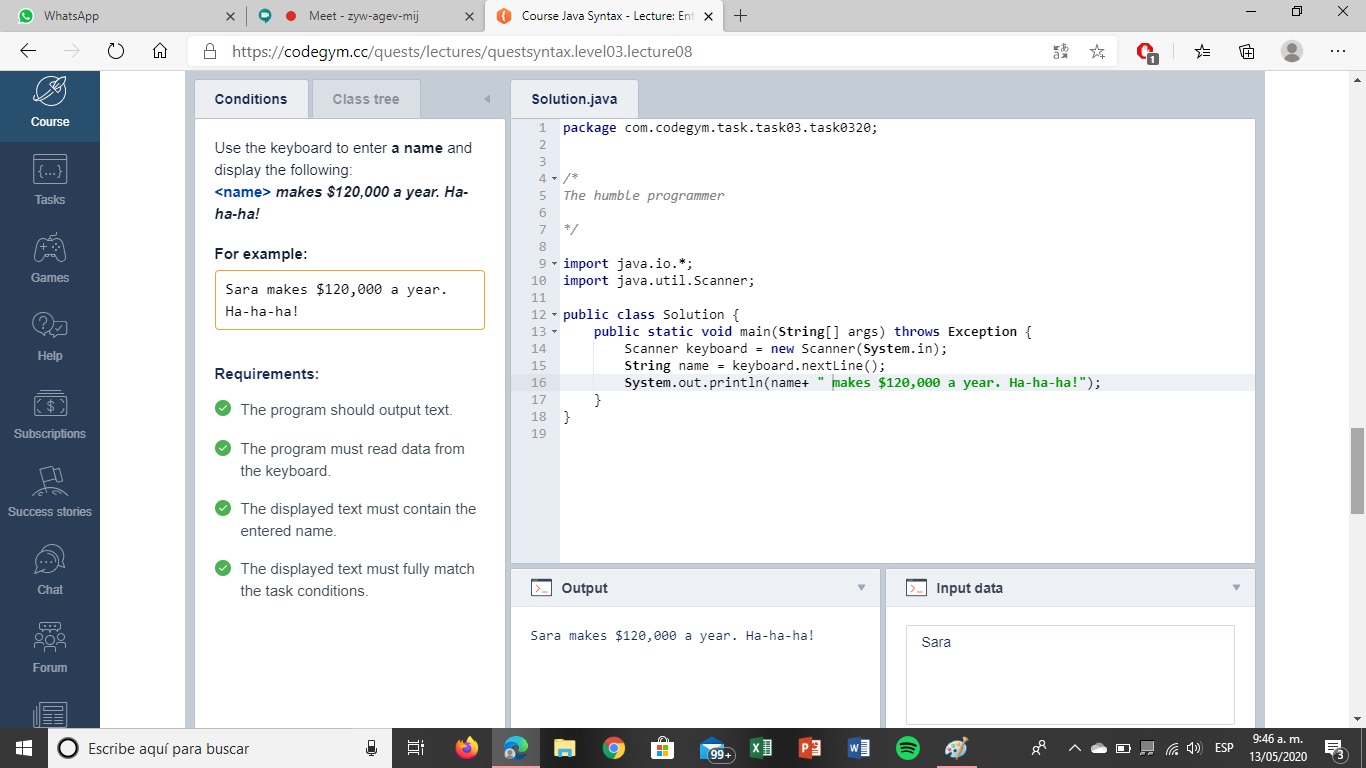 WhatsApp
Meet - zyw-agev-mij
Course Java Syntax - Lecture: Ent
https://codegym.cc/quests/lectures/questsyntax.level03.lecture08
1
Course
Tasks
Games
Help
Subscriptions
Success stories
Chat
Forum
Conditions
Class tree
Use the keyboard to enter a name and
display the following:
<name> makes $120,000 a year. Ha-
ha-ha!
For example:
Sara makes $120,000 a year.
Ha-ha-ha!
Requirements:
The program should output text.
The program must read data from
the keyboard.
The displayed text must contain the
entered name.
The displayed text must fully match
the task conditions.
Solution.java
1 package com.codegym.task.task03.task0320;
2
3
4 /*
5 The humble programmer
6
7 */
8
9 import java.io.*;
10 import java.util.Scanner;
11
12 public class Solution {
13 public static void main(String[] args) throws Exception {
14 Scanner keyboard = new Scanner(System.in);
15 String name = keyboard.nextLine();
16 System.out.println(name+ " makes $120,000 a year. Ha-ha-ha!");
17 }
18 }
19
Output
Sara makes $120,000 a year. Ha-ha-ha!
Input data
Sara
Escribe aquí para buscar
99+
ESP
9:46 a. m.
13/05/2020
3